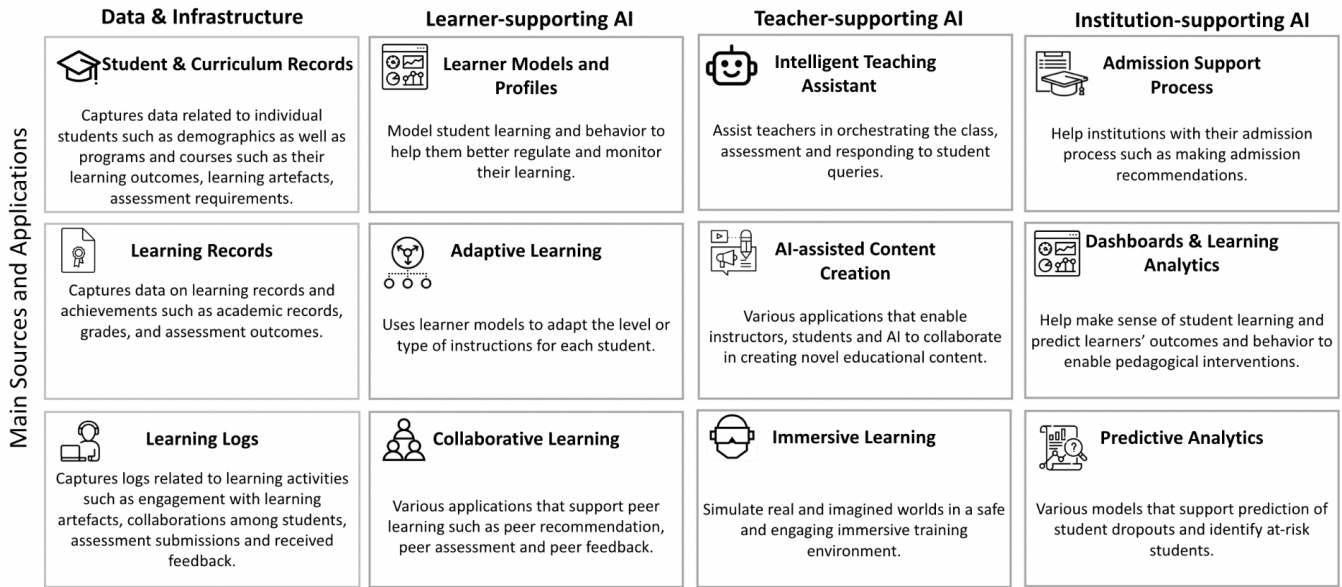 Data & Infrastructure
Learner-supporting AI
Teacher-supporting AI
Institution-supporting AI
Main Sources and Applications
Student & Curriculum Records
Captures data related to individual
students such as demographics as well as
programs and courses such as their
learning outcomes, learning artefacts,
assessment requirements.
Learner Models and
Profiles
Model student learning and behavior to
help them better regulate and monitor
their learning.
Intelligent Teaching
Assistant
Assist teachers in orchestrating the class,
assessment and responding to student
queries.
Admission Support
Process
Help institutions with their admission
process such as making admission
recommendations.
Learning Records
Captures data on learning records and
achievements such as academic records,
grades, and assessment outcomes.
Adaptive Learning
Uses learner models to adapt the level or
type of instructions for each student.
AI-assisted Content
Creation
Various applications that enable
instructors, students and AI to collaborate
in creating novel educational content.
Dashboards & Learning
Analytics
Help make sense of student learning and
predict learners' outcomes and behavior to
enable pedagogical interventions.
Learning Logs
Captures logs related to learning activities
such as engagement with learning
artefacts, collaborations among students,
assessment submissions and received
feedback.
Collaborative Learning
Various applications that support peer
learning such as peer recommendation,
peer assessment and peer feedback.
Immersive Learning
Simulate real and imagined worlds in a safe
and engaging immersive training
environment.
Predictive Analytics
Various models that support prediction of
student dropouts and identify at-risk
students.